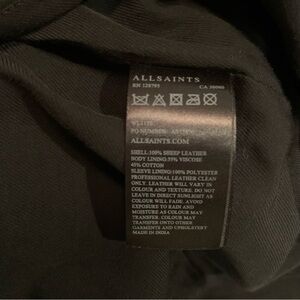 ALLSAINTS
RN 128795
CA 38060
PO NUMBER:
ALLSAINTS.COM
SHELL:100% SHEEP LEATHER
BODY LINING:55% VISCOSE
45% COTTON
SLEEVE LINING:100% POLYESTER
PROFESSIONAL LEATHER CLEAN
ONLY. LEATHER WILL VARY IN
COLOUR AND TEXTURE. DO NOT
LEAVE IN DIRECT SUNLIGHT AS
COLOUR WILL FADE. AVOID
EXPOSURE TO RAIN AND
MOISTURE AS COLOUR MAY
TRANSFER. COLOUR MAY
TRANSFER ONTO OTHER
GARMENTS AND UPHOLSTERY
MADE IN INDIA